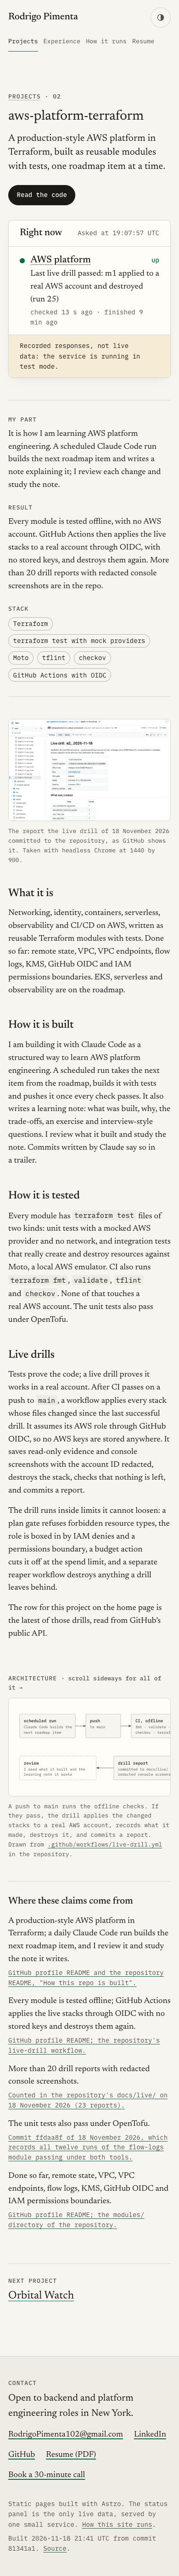 Rodrigo Pimenta
Projects Experience How it runs Resume
PROJECTS · 02
aws-platform-terraform
A production-style AWS platform in
Terraform, built as reusable modules
with tests, one roadmap item at a time.
Read the code
Right now Asked at 19:07:57 UTC
AWS platform up
Last live drill passed: m1 applied to a
real AWS account and destroyed
(run 25)
checked 13 s ago · finished 9
min ago
Recorded responses, not live
data: the service is running in
test mode.
MY PART
It is how I am learning AWS platform
engineering. A scheduled Claude Code run
builds the next roadmap item and writes a
note explaining it; I review each change and
study the note.
RESULT
Every module is tested offline, with no AWS
account. GitHub Actions then applies the live
stacks to a real account through OIDC, with
no stored keys, and destroys them again. More
than 20 drill reports with redacted console
screenshots are in the repo.
STACK
Terraform
terraform test with mock providers
Moto tflint checkov
GitHub Actions with OIDC
The report the live drill of 18 November 2026
committed to the repository, as GitHub shows
it. Taken with headless Chrome at 1440 by
900.
What it is
Networking, identity, containers, serverless,
observability and CI/CD on AWS, written as
reusable Terraform modules with tests. Done
so far: remote state, VPC, VPC endpoints, flow
logs, KMS, GitHub OIDC and IAM
permissions boundaries. EKS, serverless and
observability are on the roadmap.
How it is built
I am building it with Claude Code as a
structured way to learn AWS platform
engineering. A scheduled run takes the next
item from the roadmap, builds it with tests
and pushes it once every check passes. It also
writes a learning note: what was built, why, the
trade-offs, an exercise and interview-style
questions. I review what it built and study the
note. Commits written by Claude say so in
a trailer.
How it is tested
Every module has terraform test files of
two kinds: unit tests with a mocked AWS
provider and no network, and integration tests
that really create and destroy resources against
Moto, a local AWS emulator. CI also runs
terraform fmt, validate, tflint
and checkov. None of that touches a
real AWS account. The unit tests also pass
under OpenTofu.
Live drills
Tests prove the code; a live drill proves it
works in a real account. After CI passes on a
push to main, a workflow applies every stack
whose files changed since the last successful
drill. It assumes its AWS role through GitHub
OIDC, so no AWS keys are stored anywhere. It
saves read-only evidence and console
screenshots with the account ID redacted,
destroys the stack, checks that nothing is left,
and commits a report.
The drill runs inside limits it cannot loosen: a
plan gate refuses forbidden resource types, the
role is boxed in by IAM denies and a
permissions boundary, a budget action
cuts it off at the spend limit, and a separate
reaper workflow destroys anything a drill
leaves behind.
The row for this project on the home page is
the latest of those drills, read from GitHub's
public API.
ARCHITECTURE - scroll sideways for all of
it →
scheduled run
Claude Code builds the
next roadmap item
push
to main
CI, offline
review
I read what it built and the
learning note it wrote
drill report
A push to main runs the offline checks. If
they pass, the drill applies the changed
stacks to a real AWS account, records what it
made, destroys it, and commits a report.
Drawn from .github/workflows/live-drill.yml
in the repository.
Where these claims come from
A production-style AWS platform in
Terraform; a daily Claude Code run builds the
next roadmap item, and I review it and study
the note it writes.
GitHub profile README and the repository
README, "How this repo is built".
Every module is tested offline; GitHub Actions
applies the live stacks through OIDC with no
stored keys and destroys them again.
GitHub profile README; the repository's
live-drill workflow.
More than 20 drill reports with redacted
console screenshots.
Counted in the repository's docs/live/ on
18 November 2026 (23 reports).
The unit tests also pass under OpenTofu.
Commit ffdaa8f of 18 November 2026, which
records all twelve runs of the flow-logs
module passing under both tools.
Done so far, remote state, VPC, VPC
endpoints, flow logs, KMS, GitHub OIDC and
IAM permissions boundaries.
GitHub profile README; the modules/
directory of the repository.
NEXT PROJECT
Orbital Watch
CONTACT
Open to backend and platform
engineering roles in New York.
RodrigoPimenta102@gmail.com LinkedIn
GitHub Resume (PDF)
Book a 30-minute call
Static pages built with Astro. The status
panel is the only live data, served by
one small service. How this site runs.
Built 2026-11-18 21:41 UTC from commit
81341a1. Source.